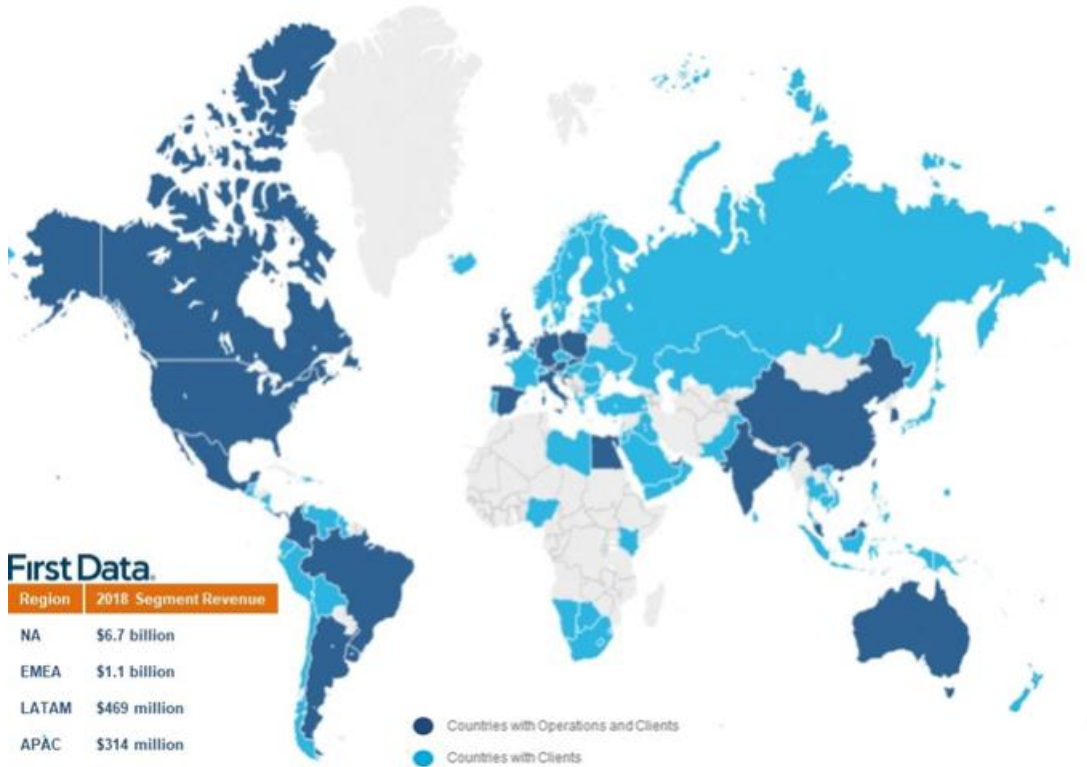 First Data.
Region 2018 Segment Revenue
NA $6.7 billion
EMEA $1.1 billion
LATAM $469 million
APÀC $314 million
Countries with Operations and Clients
Countries with Clients